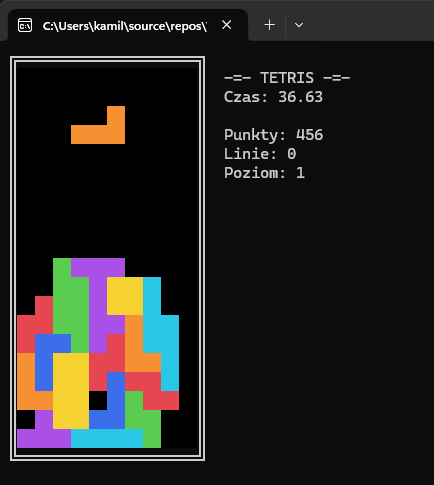 C:\Users\kamil\source\repos\
-=- TETRIS -=-
Czas: 36.63
Punkty: 456
Linie: 0
Poziom: 1